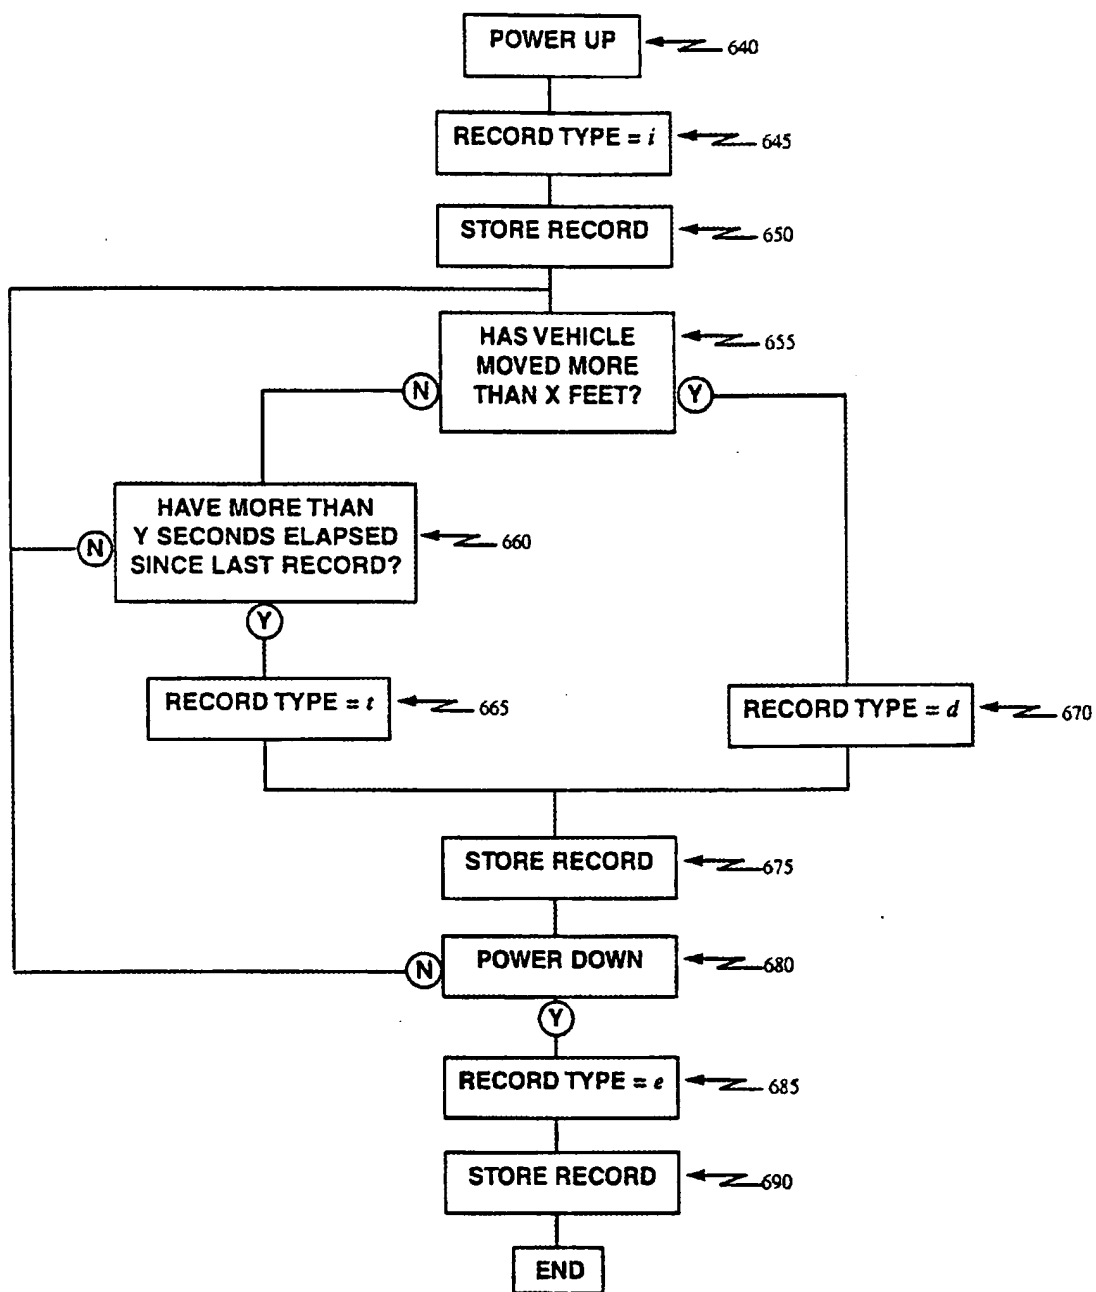 POWER UP
640
RECORD TYPE = i
645
STORE RECORD
650
HAS VEHICLE
MOVED MORE
THAN X FEET?
655
N
Y
HAVE MORE THAN
Y SECONDS ELAPSED
SINCE LAST RECORD?
660
N
Y
RECORD TYPE = t
665
RECORD TYPE = d
670
STORE RECORD
675
POWER DOWN
680
N
Y
RECORD TYPE = e
685
STORE RECORD
690
END